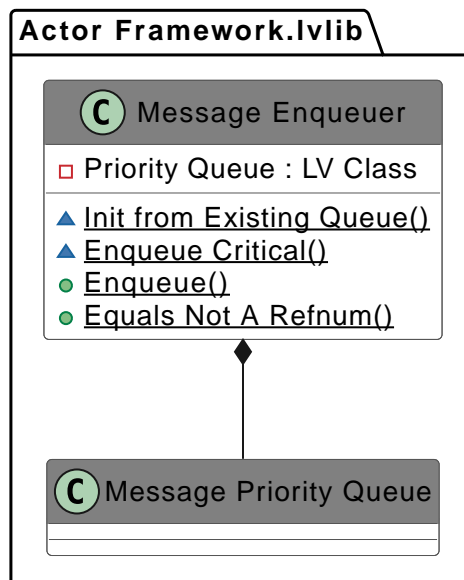 Actor Framework.lvlib
C Message Enqueuer
Priority Queue : LV Class
Init from Existing Queue()
Enqueue Critical()
Enqueue()
Equals Not A Refnum()
C Message Priority Queue